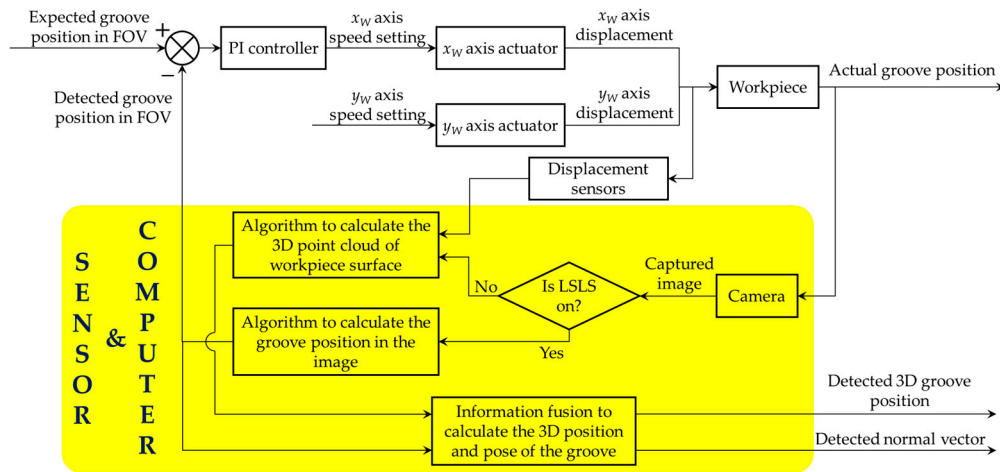 Expected groove
position in FOV
+
−
Detected groove
position in FOV
PI controller
x_W axis
speed setting
x_W axis actuator
x_W axis
displacement
y_W axis
speed setting
y_W axis actuator
y_W axis
displacement
Workpiece
Actual groove position
Displacement
sensors
SENSOR
&
COMPUTER
Algorithm to calculate the
3D point cloud of
workpiece surface
No
Is LSLS
on?
Yes
Captured
image
Camera
Algorithm to calculate the
groove position in the
image
Information fusion to
calculate the 3D position
and pose of the groove
Detected 3D groove
position
Detected normal vector